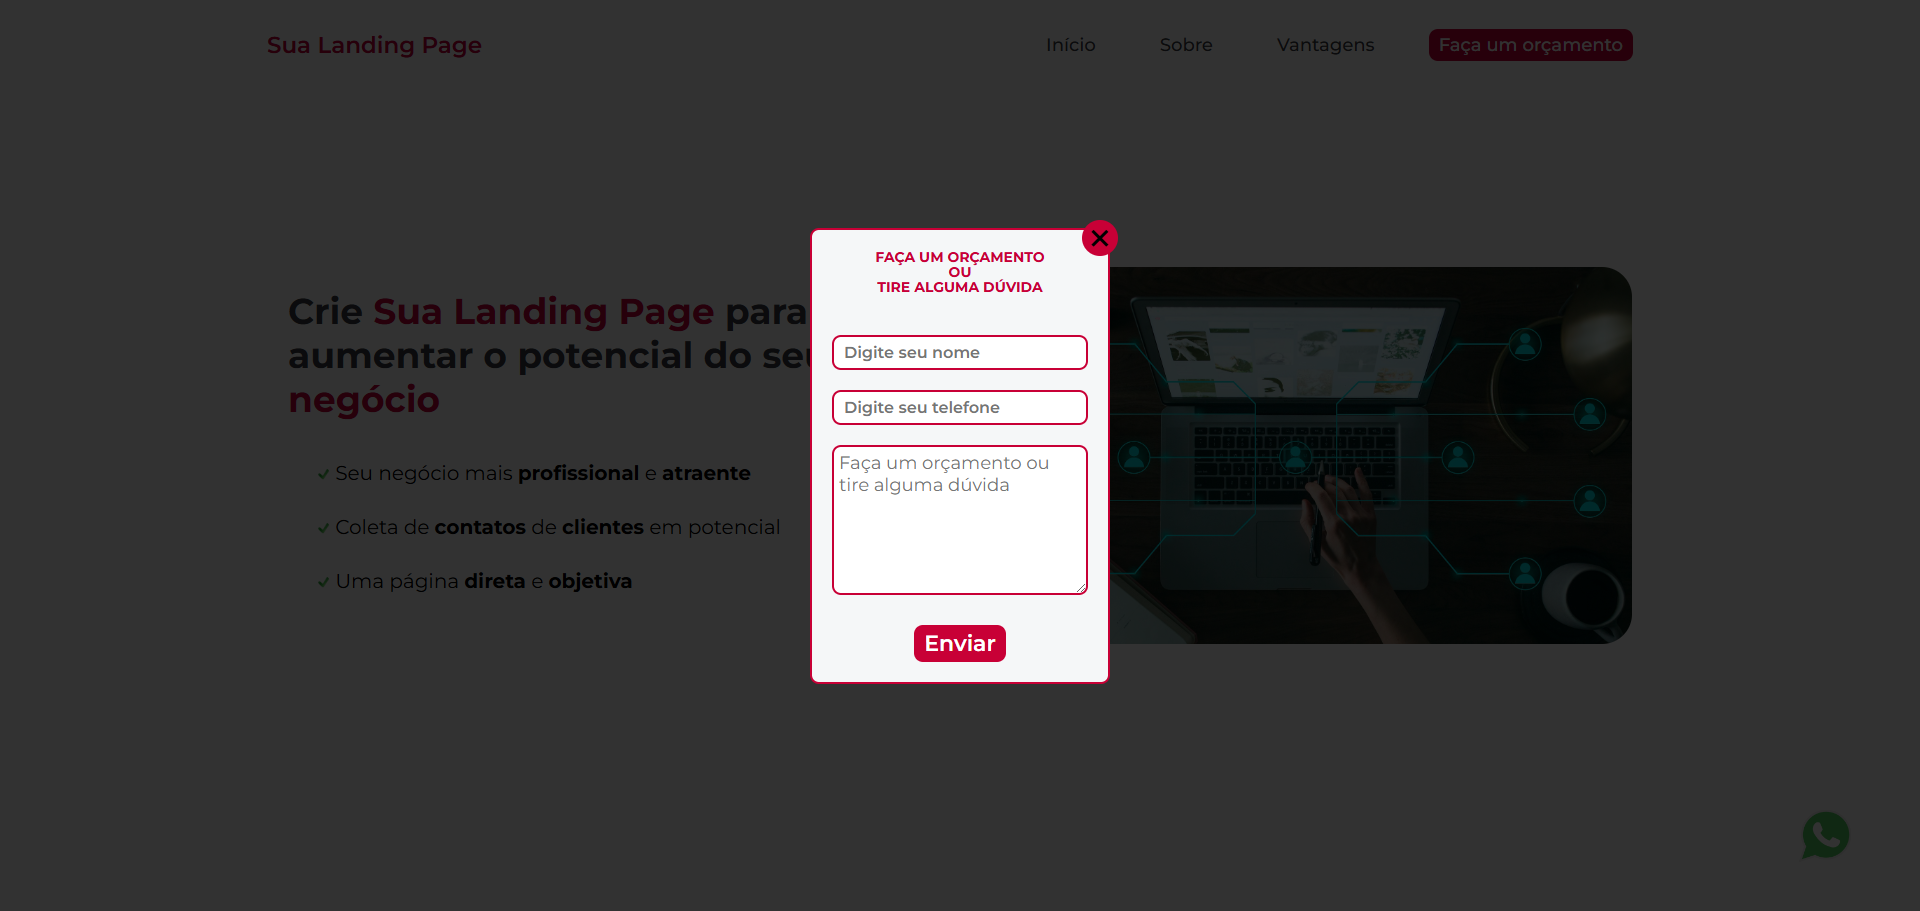 Sua Landing Page
Início
Sobre
Vantagens
Faça um orçamento
Crie Sua Landing Page para
aumentar o potencial do seu
negócio
Seu negócio mais profissional e atraente
Coleta de contatos de clientes em potencial
Uma página direta e objetiva
FAÇA UM ORÇAMENTO
OU
TIRE ALGUMA DÚVIDA
Digite seu nome
Digite seu telefone
Faça um orçamento ou
tire alguma dúvida
Enviar